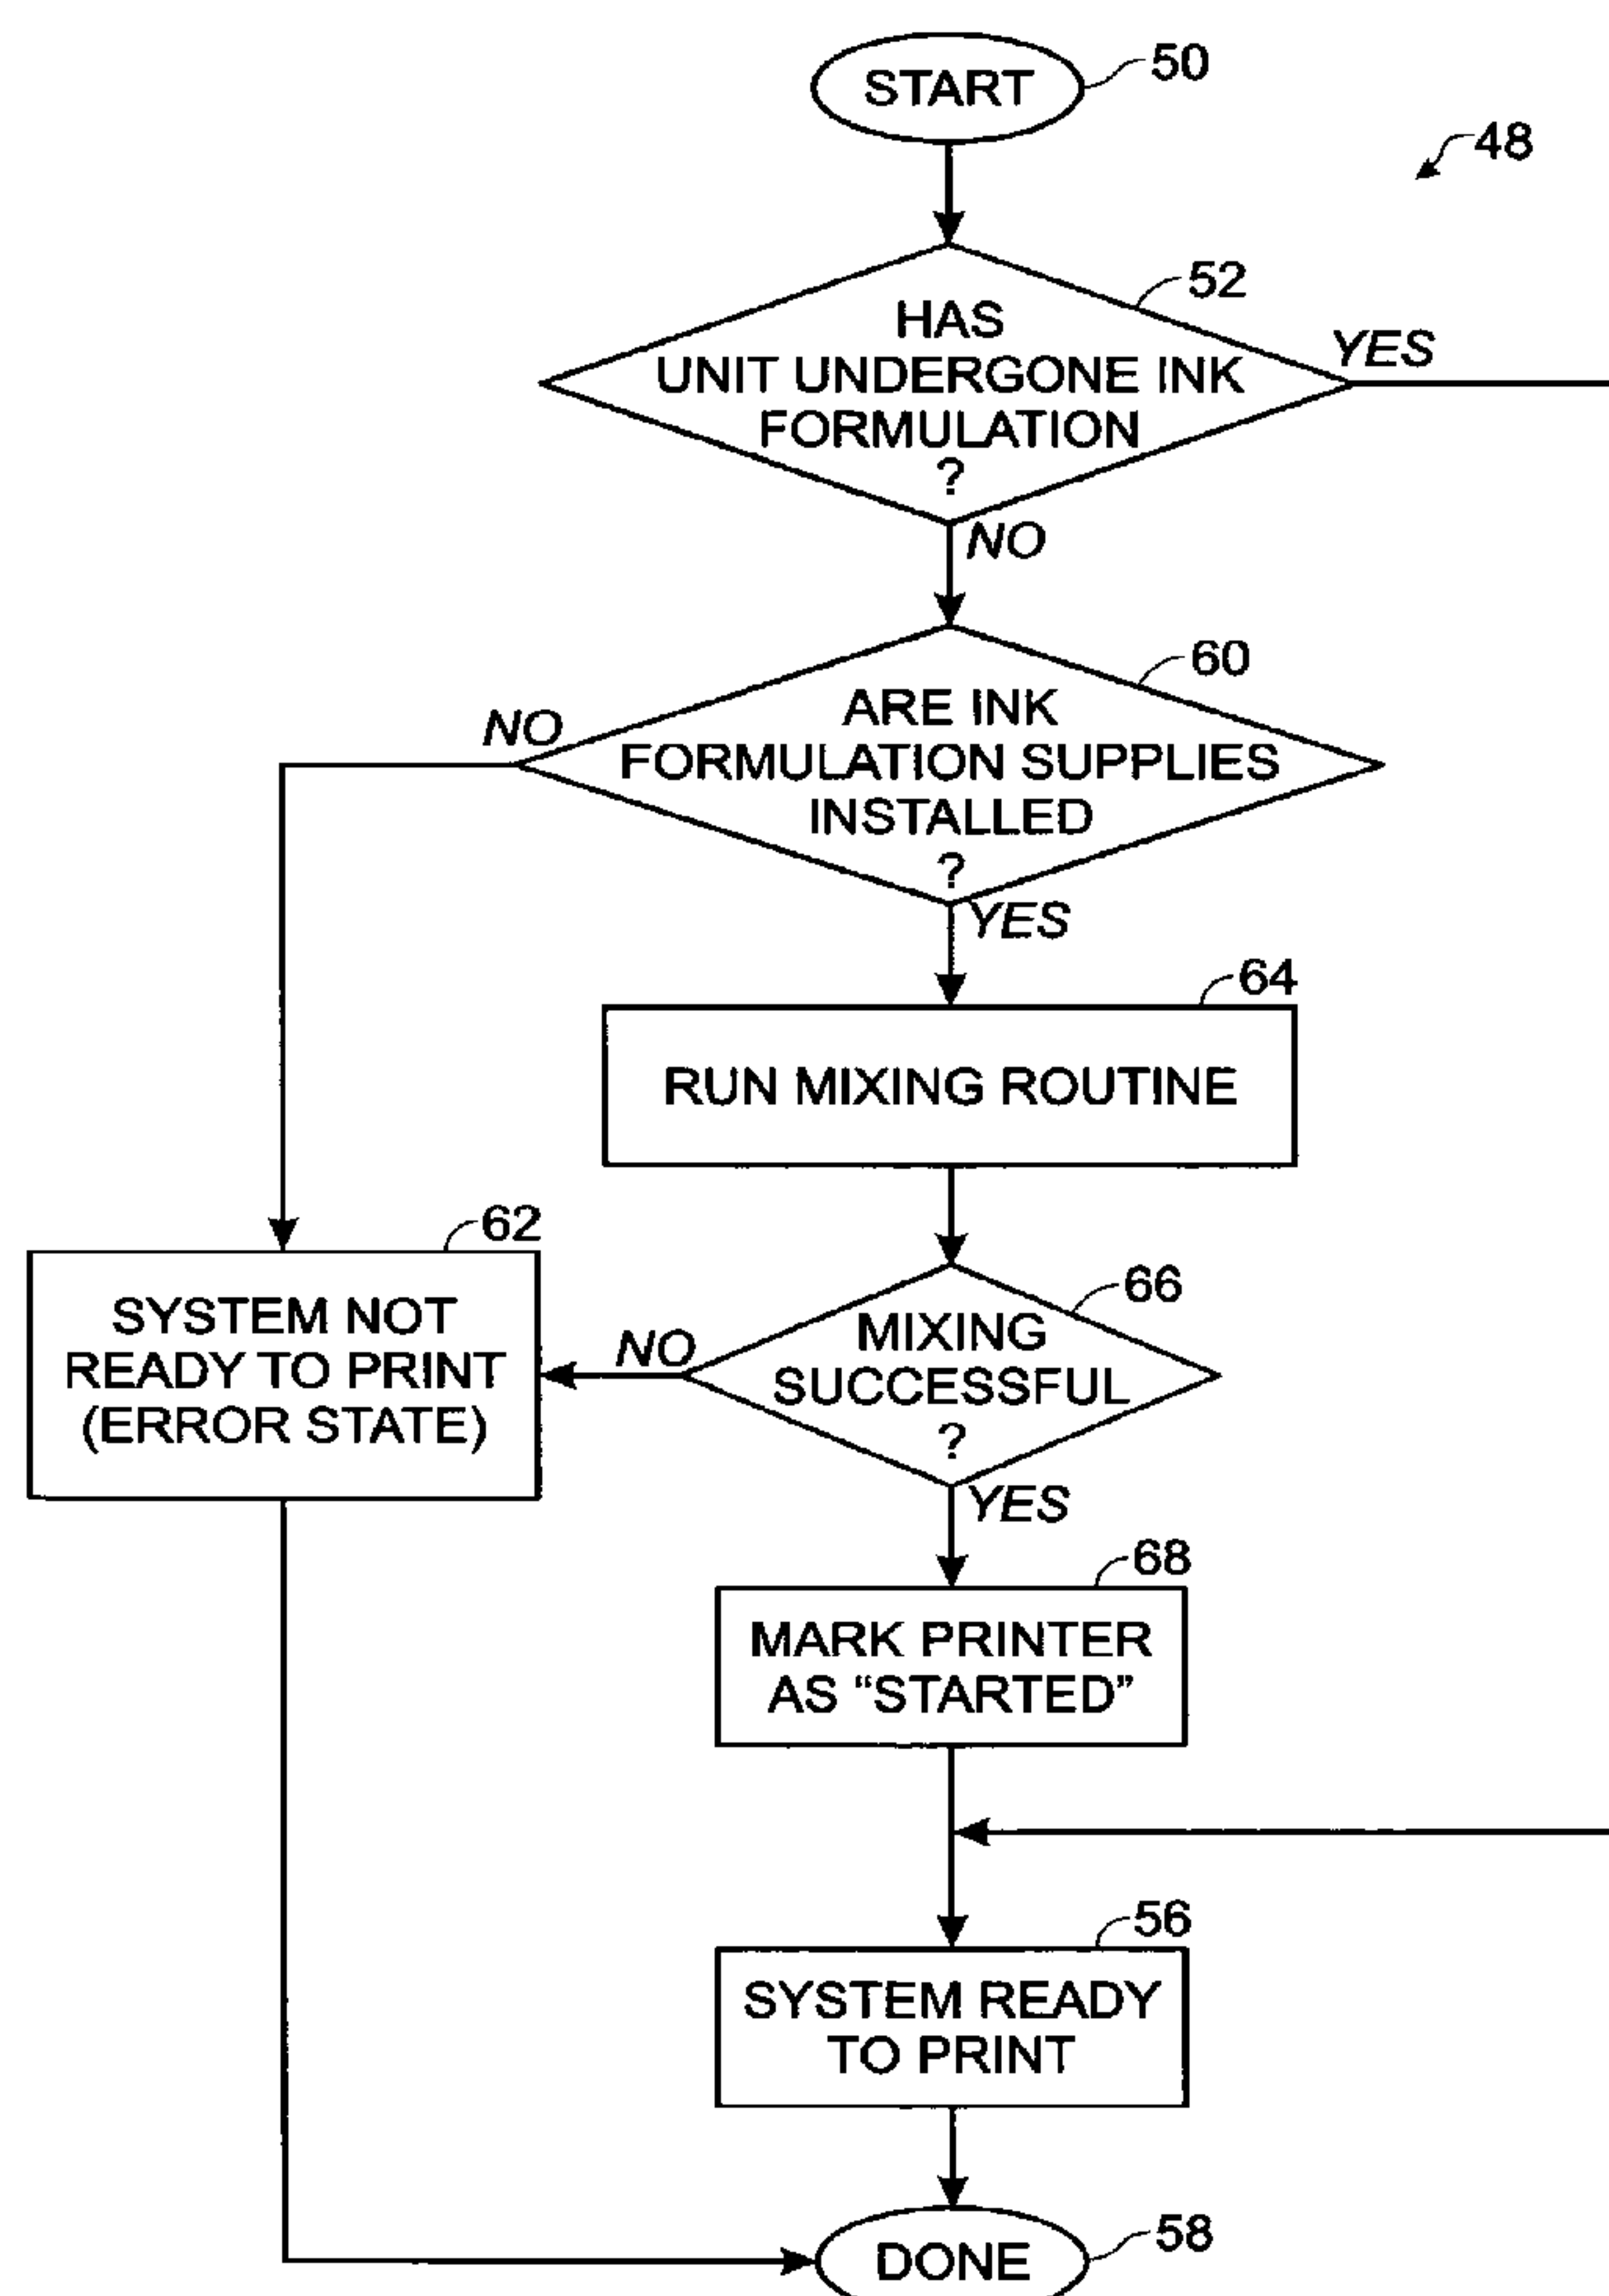 START
50
48
52
HAS
UNIT UNDERGONE INK
FORMULATION
?
YES
NO
60
ARE INK
FORMULATION SUPPLIES
INSTALLED
?
NO
YES
64
RUN MIXING ROUTINE
62
SYSTEM NOT
READY TO PRINT
(ERROR STATE)
66
MIXING
SUCCESSFUL
?
NO
YES
68
MARK PRINTER
AS “STARTED”
56
SYSTEM READY
TO PRINT
DONE
58